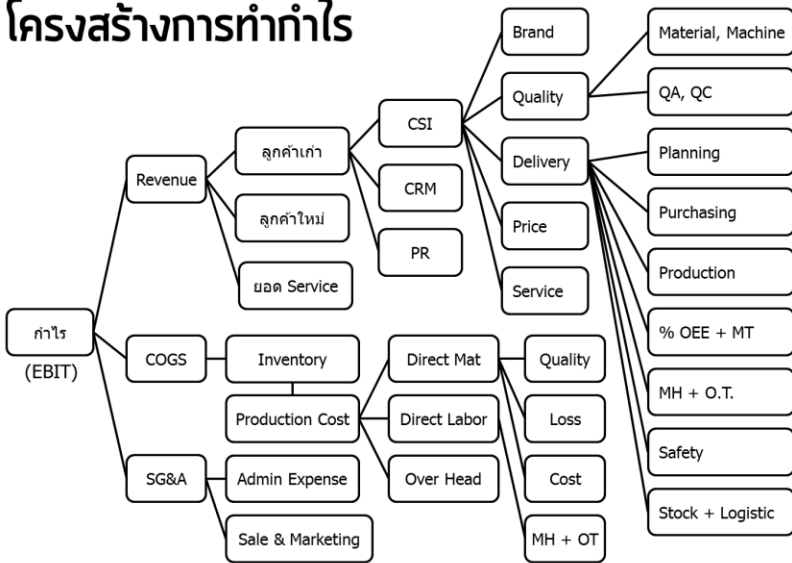 โครงสร้างการทำกำไร
Brand
Material, Machine
Quality
QA, QC
CSI
ลูกค้าเก่า
Delivery
Planning
Revenue
CRM
ลูกค้าใหม่
Price
Purchasing
PR
ยอด Service
Service
Production
กำไร
(EBIT)
COGS
Inventory
Direct Mat
Quality
% OEE + MT
Production Cost
Direct Labor
Loss
MH + O.T.
SG&A
Admin Expense
Over Head
Cost
Safety
Sale & Marketing
MH + OT
Stock + Logistic